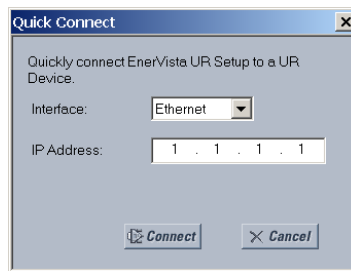 Quick Connect
Quickly connect EnerVista UR Setup to a UR
Device.
Interface: Ethernet
IP Address: 1 . 1 . 1 . 1
Connect Cancel